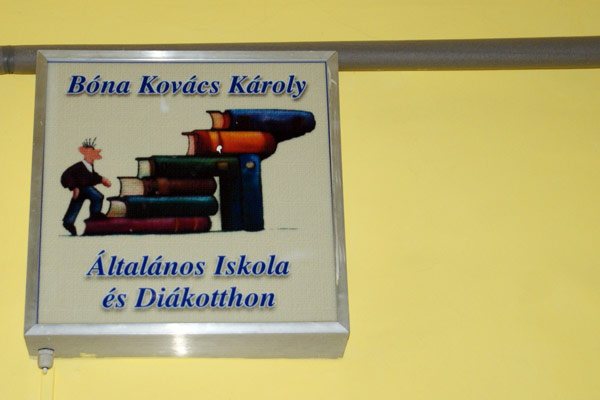 Bóna Kovács Károly
Általános Iskola
és Diákotthon